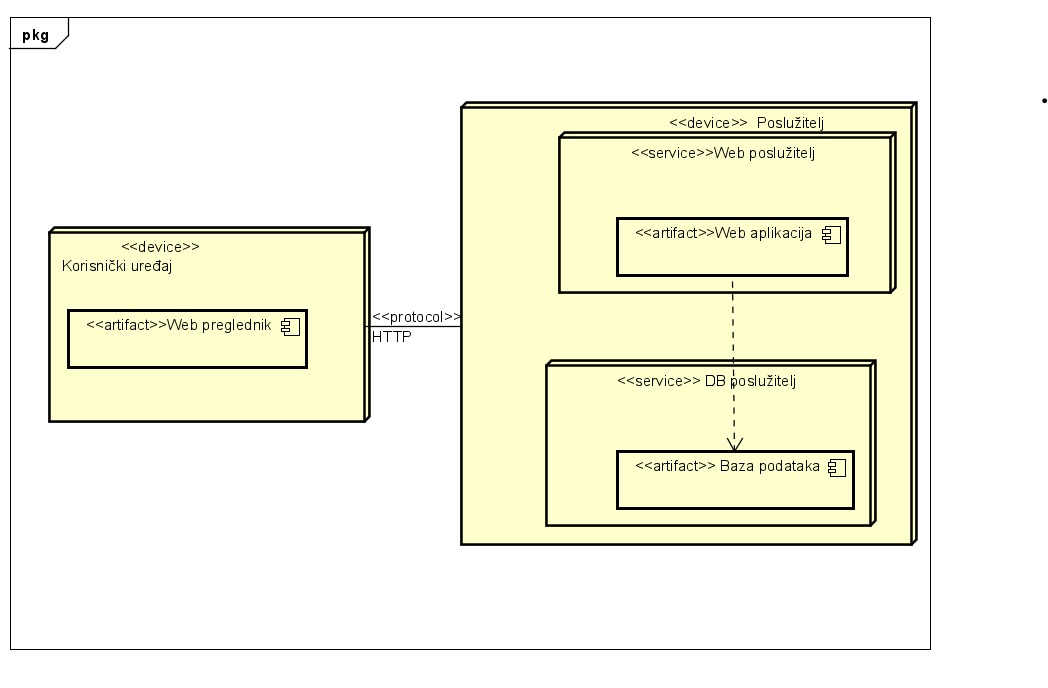 pkg
<<device>> Poslužitelj
<<service>>Web poslužitelj
<<artifact>>Web aplikacija
<<device>>
Korisnički uređaj
<<artifact>>Web preglednik
<<protocol>>
HTTP
<<service>> DB poslužitelj
<<artifact>> Baza podataka